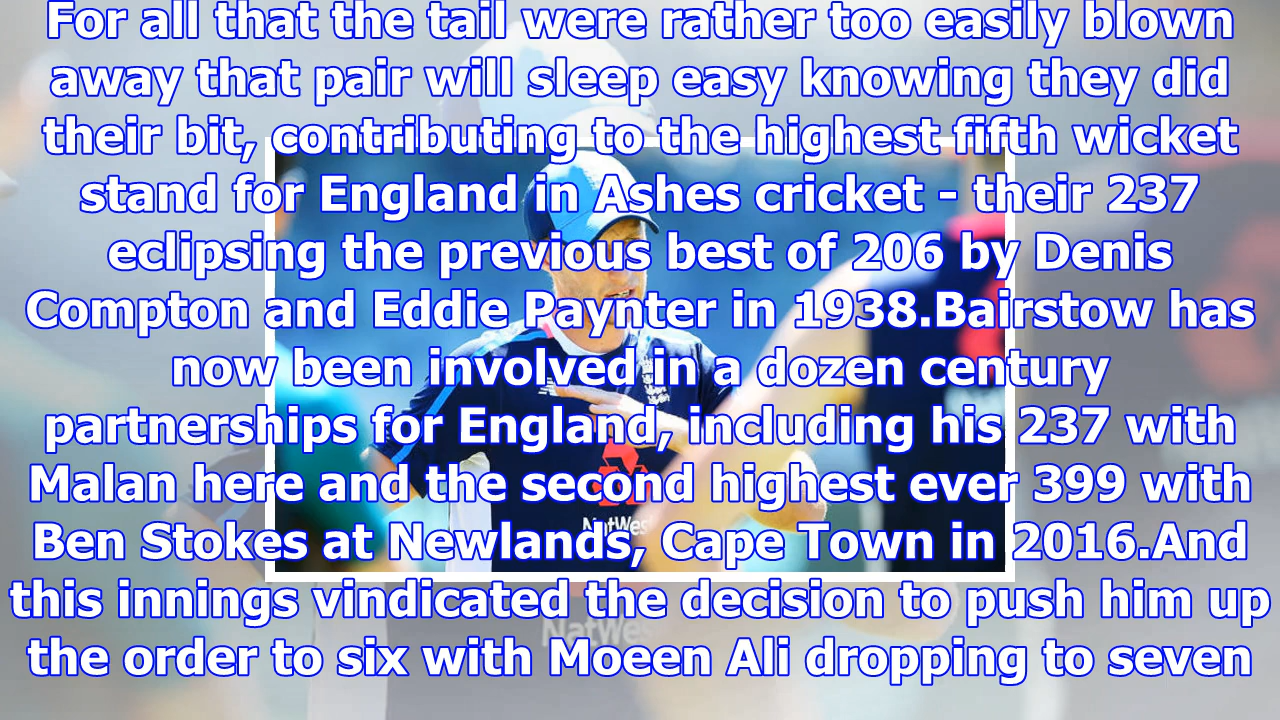 For all that the tail were rather too easily blown
away that pair will sleep easy knowing they did
their bit, contributing to the highest fifth wicket
stand for England in Ashes cricket - their 237
eclipsing the previous best of 206 by Denis
Compton and Eddie Paynter in 1938.Bairstow has
now been involved in a dozen century
partnerships for England, including his 237 with
Malan here and the second highest ever 399 with
Ben Stokes at Newlands, Cape Town in 2016.And
this innings vindicated the decision to push him up
the order to six with Moeen Ali dropping to seven